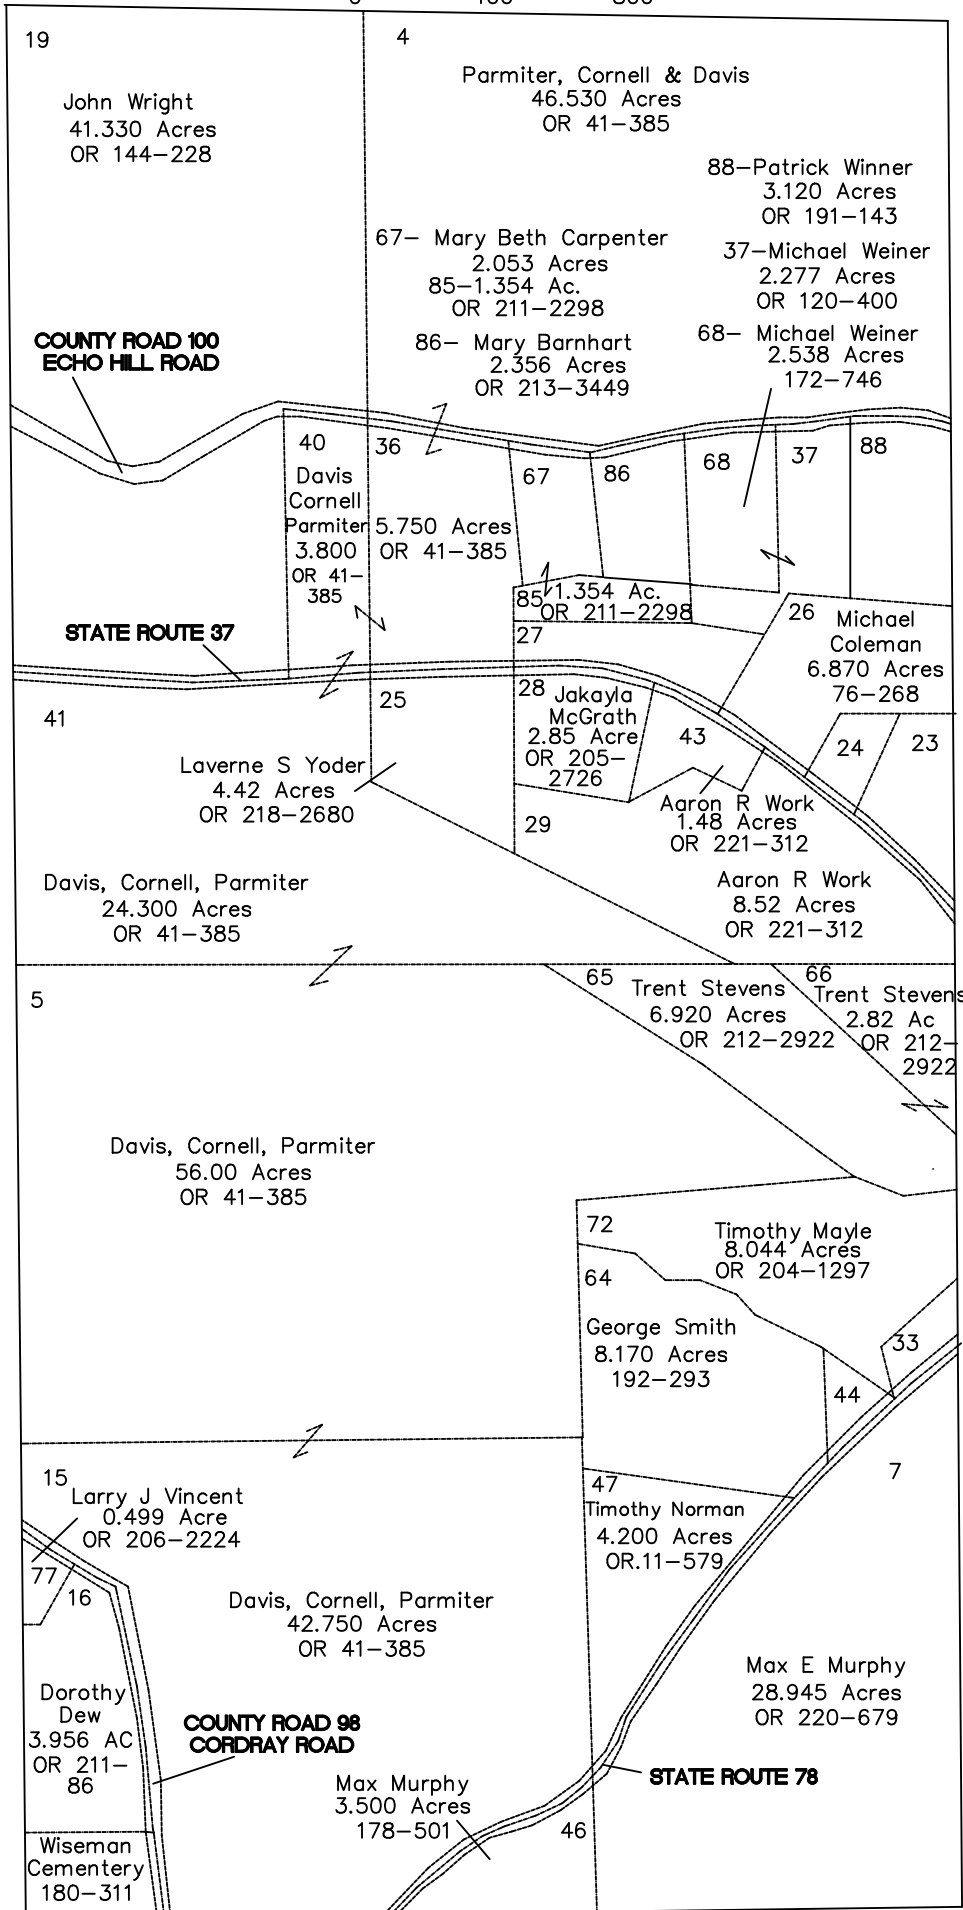 19
4
John Wright
41.330 Acres
OR 144-228
Parmiter, Cornell & Davis
46.530 Acres
OR 41-385
88-Patrick Winner
3.120 Acres
OR 191-143
67- Mary Beth Carpenter
2.053 Acres
85-1.354 Ac.
OR 211-2298
37-Michael Weiner
2.277 Acres
OR 120-400
86- Mary Barnhart
2.356 Acres
OR 213-3449
68- Michael Weiner
2.538 Acres
172-746
COUNTY ROAD 100
ECHO HILL ROAD
40
36
67
86
68
37
88
Davis
Cornell
Parmiter
3.800
OR 41-
385
5.750 Acres
OR 41-385
85
1.354 Ac.
OR 211-2298
27
26
Michael
Coleman
6.870 Acres
76-268
STATE ROUTE 37
41
25
28
Jakayla
McGrath
2.85 Acre
OR 205-
2726
43
24
23
Laverne S Yoder
4.42 Acres
OR 218-2680
Aaron R Work
1.48 Acres
OR 221-312
29
Davis, Cornell, Parmiter
24.300 Acres
OR 41-385
Aaron R Work
8.52 Acres
OR 221-312
5
65
Trent Stevens
6.920 Acres
OR 212-2922
66
Trent Stevens
2.82 Ac
OR 212-
2922
Davis, Cornell, Parmiter
56.00 Acres
OR 41-385
72
Timothy Mayle
8.044 Acres
OR 204-1297
64
George Smith
8.170 Acres
192-293
33
44
7
15
Larry J Vincent
0.499 Acre
OR 206-2224
47
Timothy Norman
4.200 Acres
OR.11-579
77
16
Davis, Cornell, Parmiter
42.750 Acres
OR 41-385
Max E Murphy
28.945 Acres
OR 220-679
Dorothy
Dew
3.956 AC
OR 211-
86
COUNTY ROAD 98
CORDRAY ROAD
STATE ROUTE 78
Max Murphy
3.500 Acres
178-501
46
Wiseman
Cementery
180-311